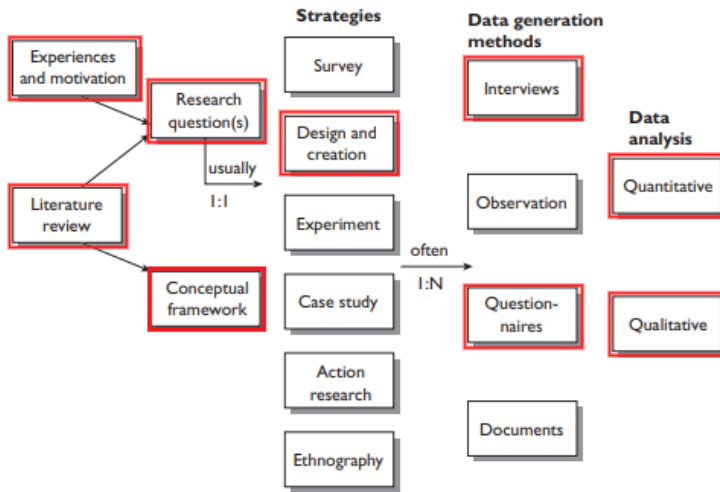 Strategies
Data generation
methods
Experiences
and motivation
Survey
Interviews
Research
question(s)
Data
analysis
Design and
creation
usually
1:1
Quantitative
Literature
review
Observation
Experiment
often
1:N
Conceptual
framework
Case study
Question-
naires
Qualitative
Action
research
Documents
Ethnography